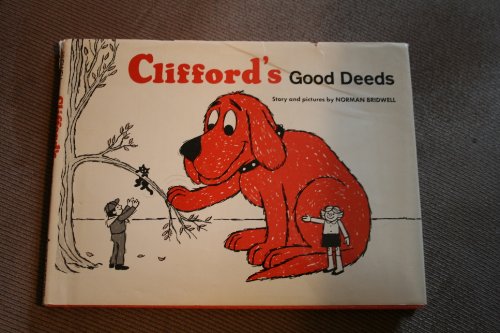 Clifford's Good Deeds
Story and pictures by NORMAN BRIDWELL